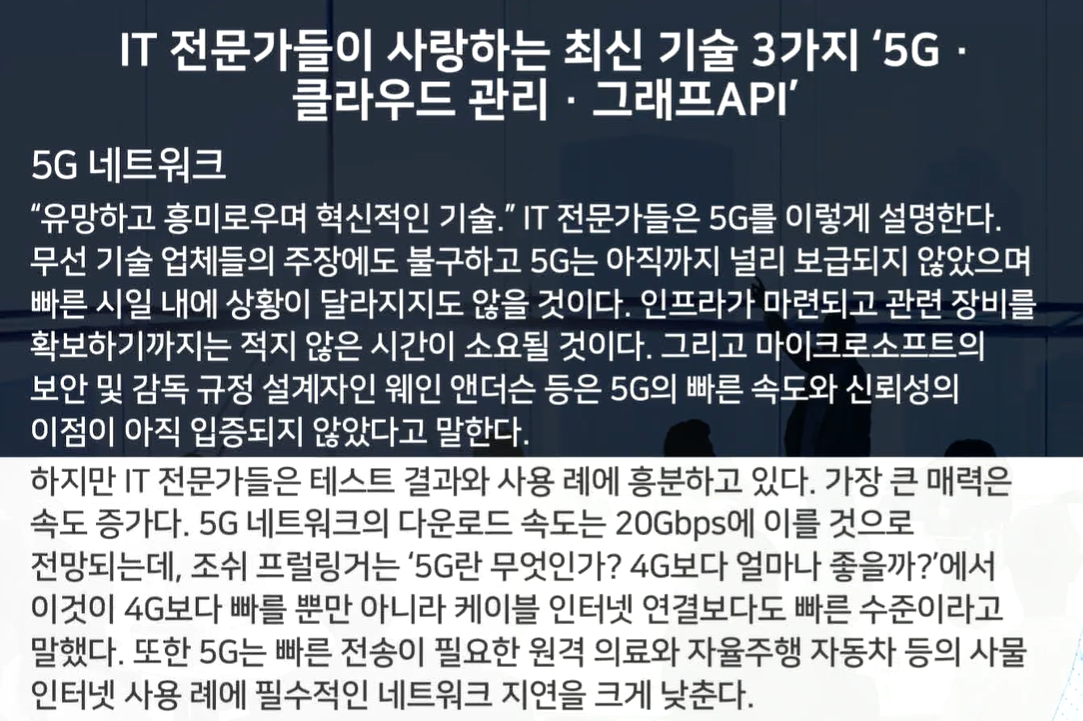 IT 전문가들이 사랑하는 최신 기술 3가지 ‘5G ·
클라우드 관리 · 그래프API’
5G 네트워크
“유망하고 흥미로우며 혁신적인 기술.” IT 전문가들은 5G를 이렇게 설명한다.
무선 기술 업체들의 주장에도 불구하고 5G는 아직까지 널리 보급되지 않았으며
빠른 시일 내에 상황이 달라지지도 않을 것이다. 인프라가 마련되고 관련 장비를
확보하기까지는 적지 않은 시간이 소요될 것이다. 그리고 마이크로소프트의
보안 및 감독 규정 설계자인 웨인 앤더슨 등은 5G의 빠른 속도와 신뢰성의
이점이 아직 입증되지 않았다고 말한다.
하지만 IT 전문가들은 테스트 결과와 사용 례에 흥분하고 있다. 가장 큰 매력은
속도 증가다. 5G 네트워크의 다운로드 속도는 20Gbps에 이를 것으로
전망되는데, 조쉬 프럴링거는 ‘5G란 무엇인가? 4G보다 얼마나 좋을까?’에서
이것이 4G보다 빠를 뿐만 아니라 케이블 인터넷 연결보다도 빠른 수준이라고
말했다. 또한 5G는 빠른 전송이 필요한 원격 의료와 자율주행 자동차 등의 사물
인터넷 사용 례에 필수적인 네트워크 지연을 크게 낮춘다.